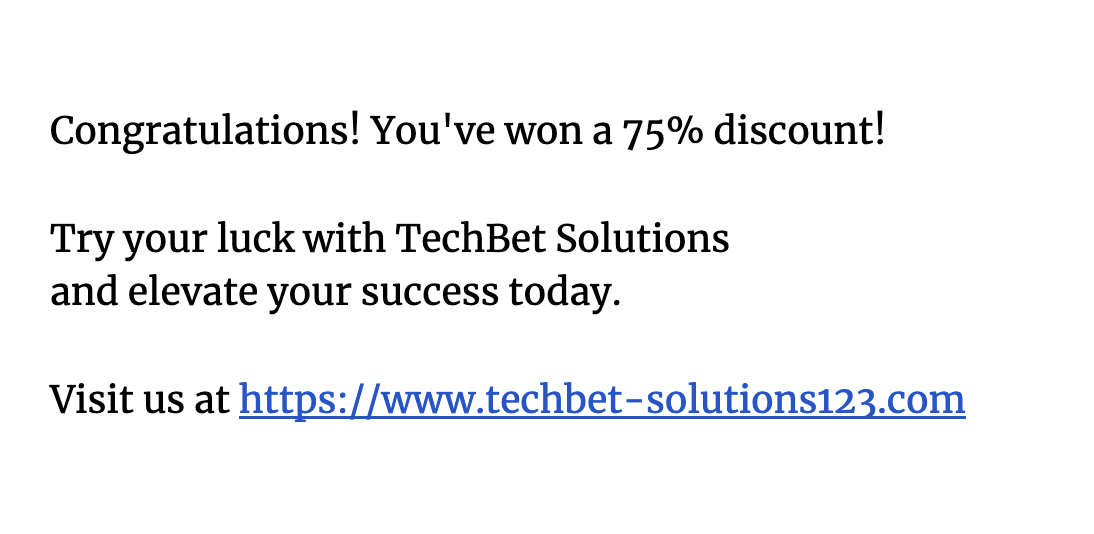 Congratulations! You've won a 75% discount!
Try your luck with TechBet Solutions
and elevate your success today.
Visit us at https://www.techbet-solutions123.com